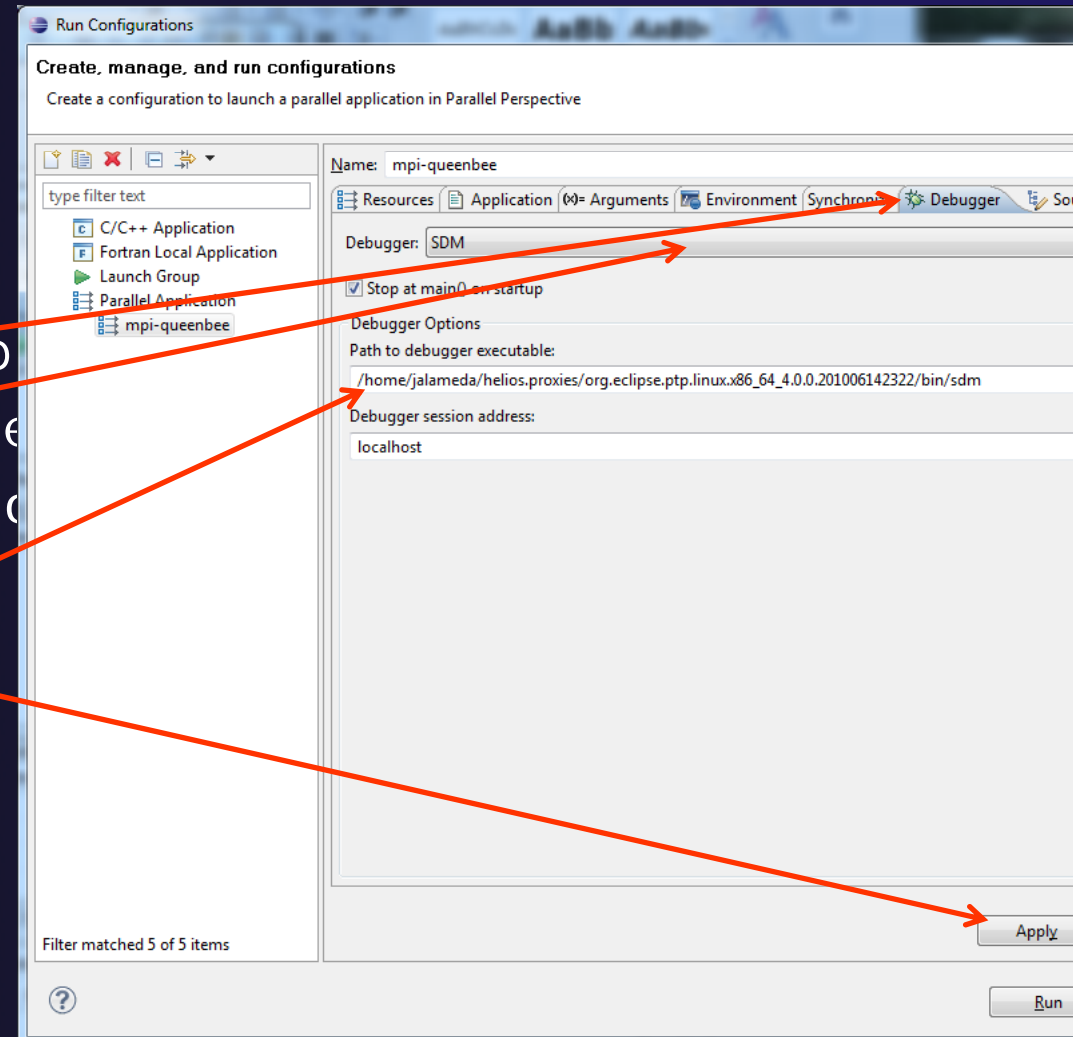 Run Configurations
AaBb AaBb
Create, manage, and run configurations
Create a configuration to launch a parallel application in Parallel Perspective
type filter text
C/C++ Application
Fortran Local Application
Launch Group
Parallel Application
mpi-queenbee
Filter matched 5 of 5 items
Name: mpi-queenbee
Resources Application (x)= Arguments Environment Debugger Sou
Debugger: SDM
Stop at main() on startup
Debugger Options
Path to debugger executable:
/home/jalameda/helios.proxies/org.eclipse.ptp.linux.x86_64_4.0.0.201006142322/bin/sdm
Debugger session address:
localhost
Apply
Run